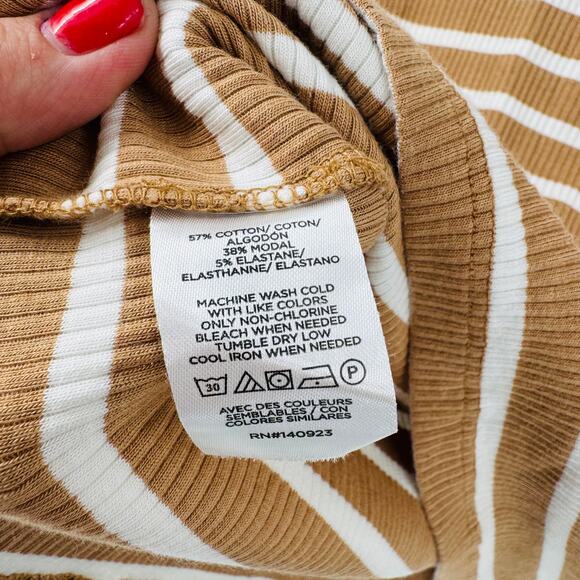 57% COTTON/ COTON/
ALGODÓN
38% MODAL
5% ELASTANE/
ELASTHANNE/ ELASTANO
MACHINE WASH COLD
WITH LIKE COLORS
ONLY NON-CHLORINE
BLEACH WHEN NEEDED
TUMBLE DRY LOW
COOL IRON WHEN NEEDED
30 P
AVEC DES COULEURS
SEMBLABLES / CON
COLORES SIMILARES
RN#140923